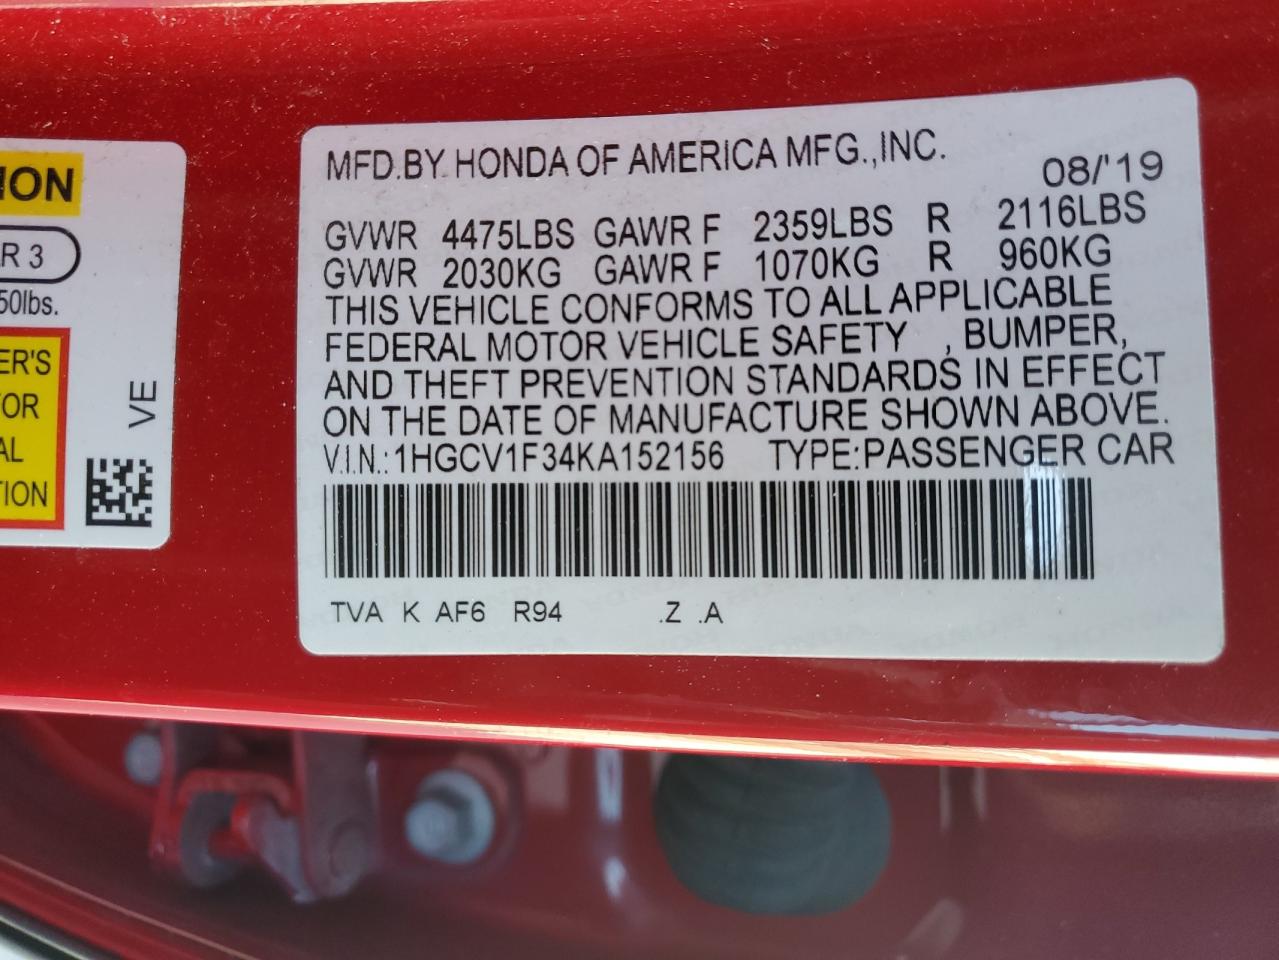 MFD.BY. HONDA OF AMERICA MFG.,INC.
08/'19
GVWR 4475LBS GAWR F 2359LBS R 2116LBS
GVWR 2030KG GAWR F 1070KG R 960KG
THIS VEHICLE CONFORMS TO ALL APPLICABLE
FEDERAL MOTOR VEHICLE SAFETY , BUMPER,
AND THEFT PREVENTION STANDARDS IN EFFECT
ON THE DATE OF MANUFACTURE SHOWN ABOVE.
V.I.N.: 1HGCV1F34KA152156 TYPE:PASSENGER CAR
TVA K AF6 R94 .Z .A
ION
R 3
50lbs.
ER'S
TOR
AL
TION
VE